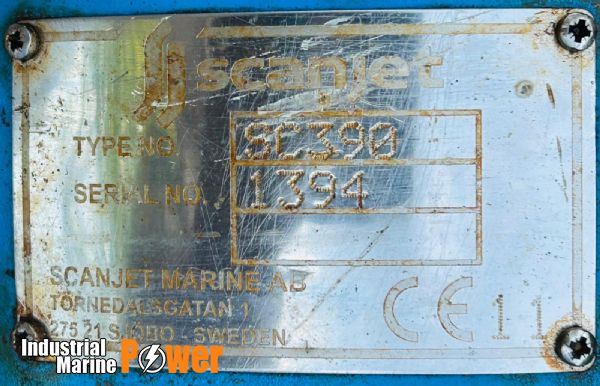 scanjet
TYPE NO. SC390
SERIAL NO. 1394
SCANJET MARINE AB
TÖRNEDALSGATAN 1
275 21 SJÖBO - SWEDEN
CE 11
Industrial
Marine Power